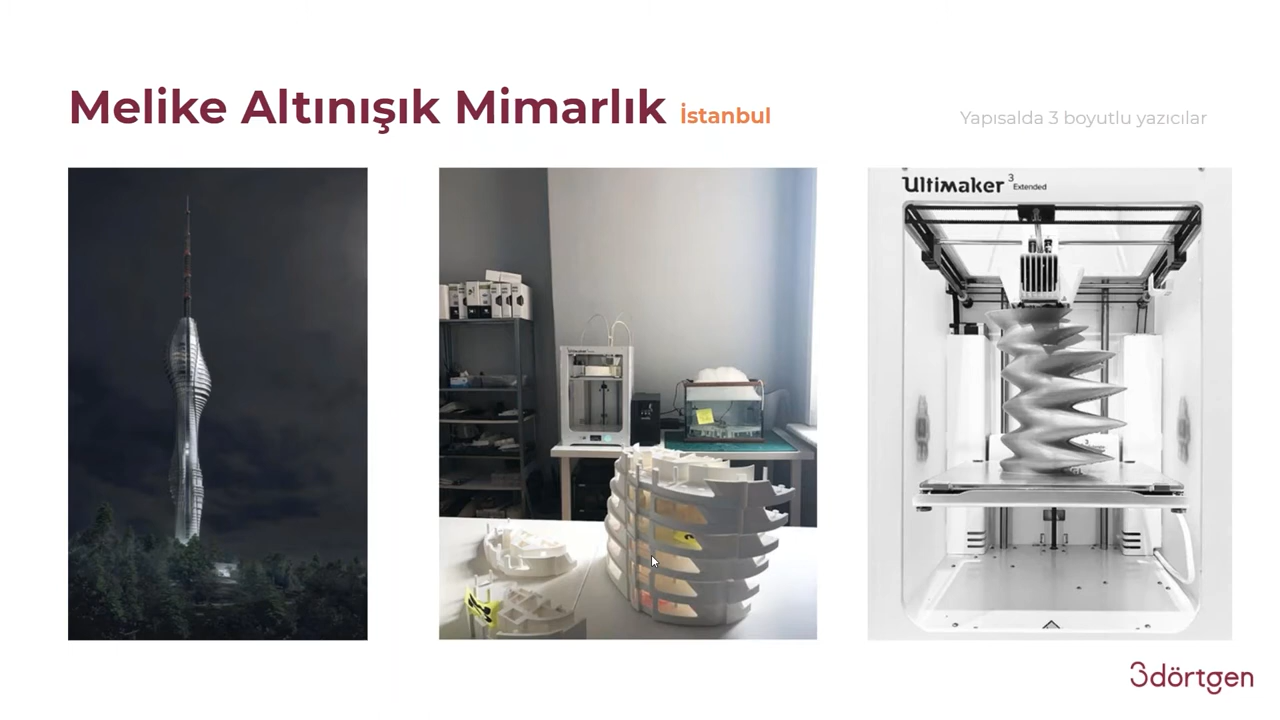 Melike Altınışık Mimarlık İstanbul
Yapısalda 3 boyutlu yazıcılar
Ultimaker 3 Extended
3dörtgen